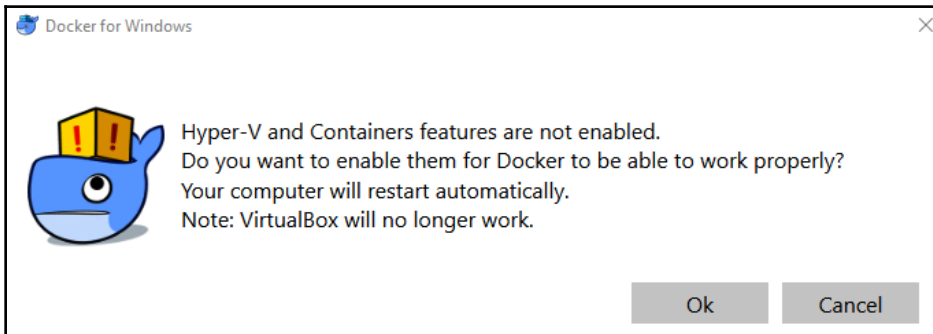 Docker for Windows
! !
Hyper-V and Containers features are not enabled.
Do you want to enable them for Docker to be able to work properly?
Your computer will restart automatically.
Note: VirtualBox will no longer work.
Ok Cancel